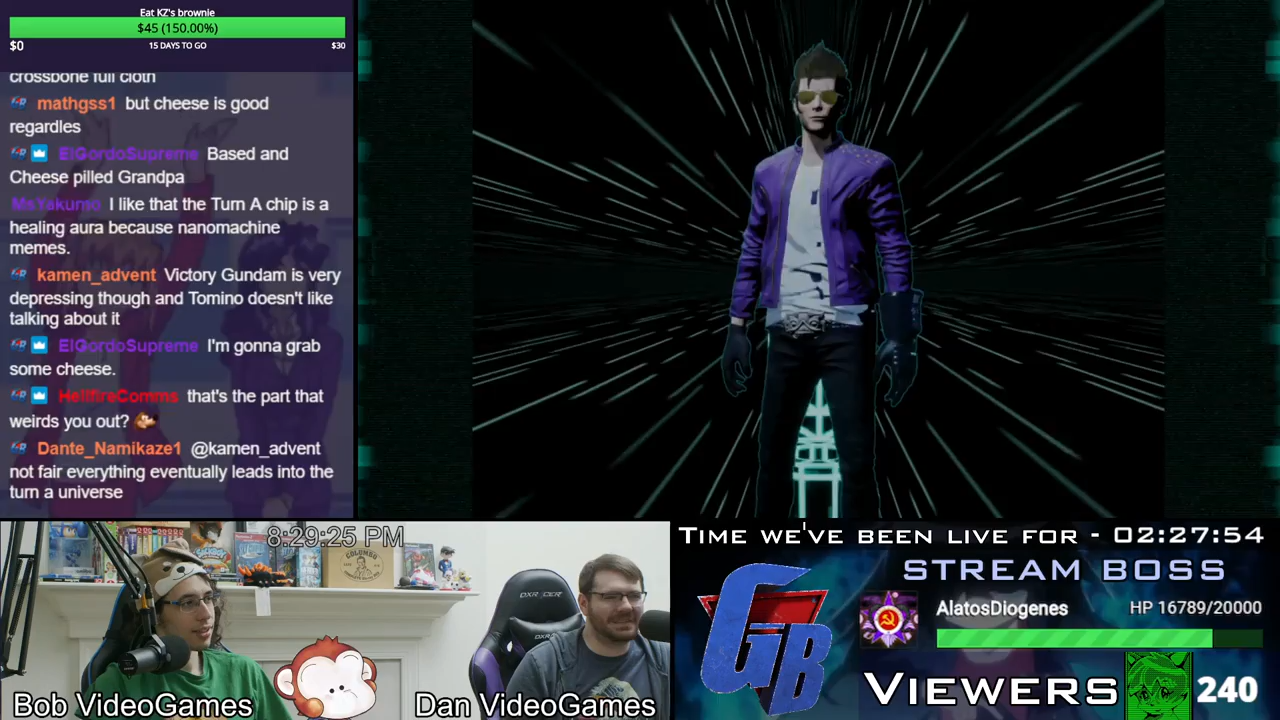 Eat KZ's brownie
$45 (150.00%)
$0 15 DAYS TO GO $30
crossbone full cloth
mathgss1 but cheese is good
regardles
ElGordoSupreme Based and
Cheese pilled Grandpa
MsYakumo I like that the Turn A chip is a
healing aura because nanomachine
memes.
kamen_advent Victory Gundam is very
depressing though and Tomino doesn't like
talking about it
ElGordoSupreme I'm gonna grab
some cheese.
HellfireComms that's the part that
weirds you out?
Dante_Namikaze1 @kamen_advent
not fair everything eventually leads into the
turn a universe
8:29:25 PM
COLUMBO
DXRACER
DXR
Bob VideoGames
Dan VideoGames
TIME WE'VE BEEN LIVE FOR - 02:27:54
STREAM BOSS
GB
AlatosDiogenes HP 16789/20000
VIEWERS 240